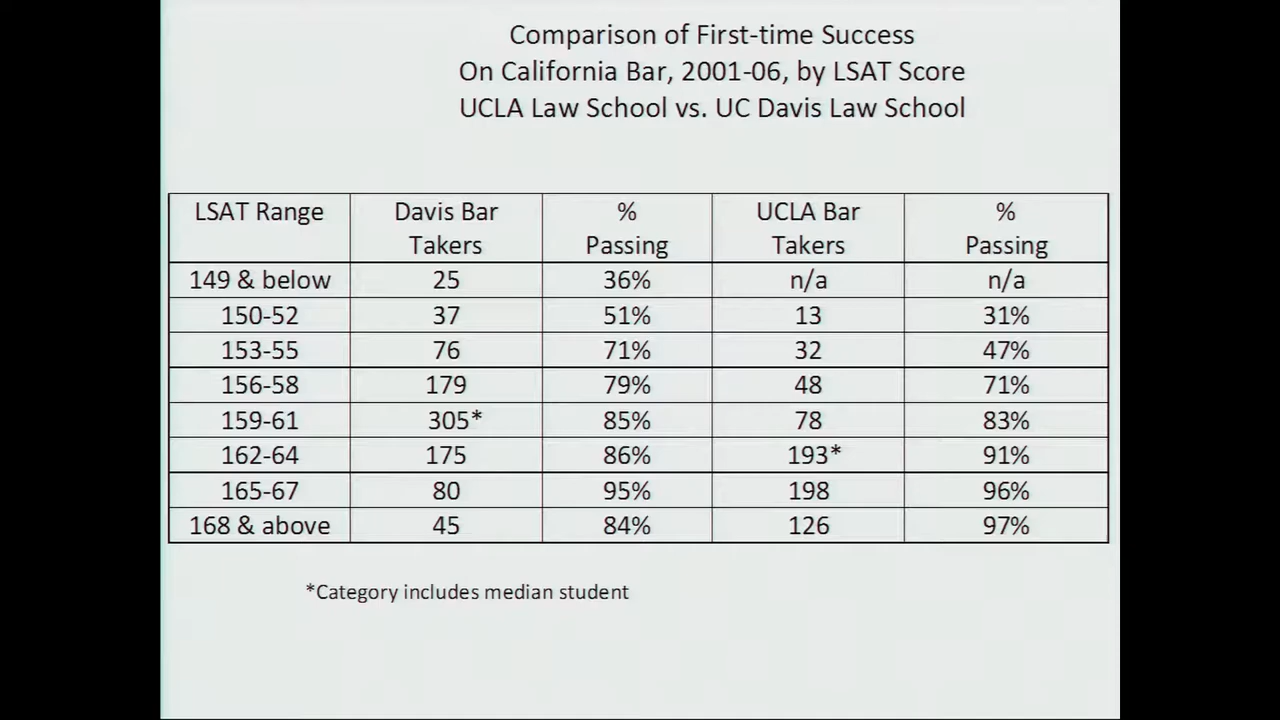 Comparison of First-time Success
On California Bar, 2001-06, by LSAT Score
UCLA Law School vs. UC Davis Law School
LSAT Range Davis Bar Takers % Passing UCLA Bar Takers % Passing
149 & below 25 36% n/a n/a
150-52 37 51% 13 31%
153-55 76 71% 32 47%
156-58 179 79% 48 71%
159-61 305* 85% 78 83%
162-64 175 86% 193* 91%
165-67 80 95% 198 96%
168 & above 45 84% 126 97%
*Category includes median student